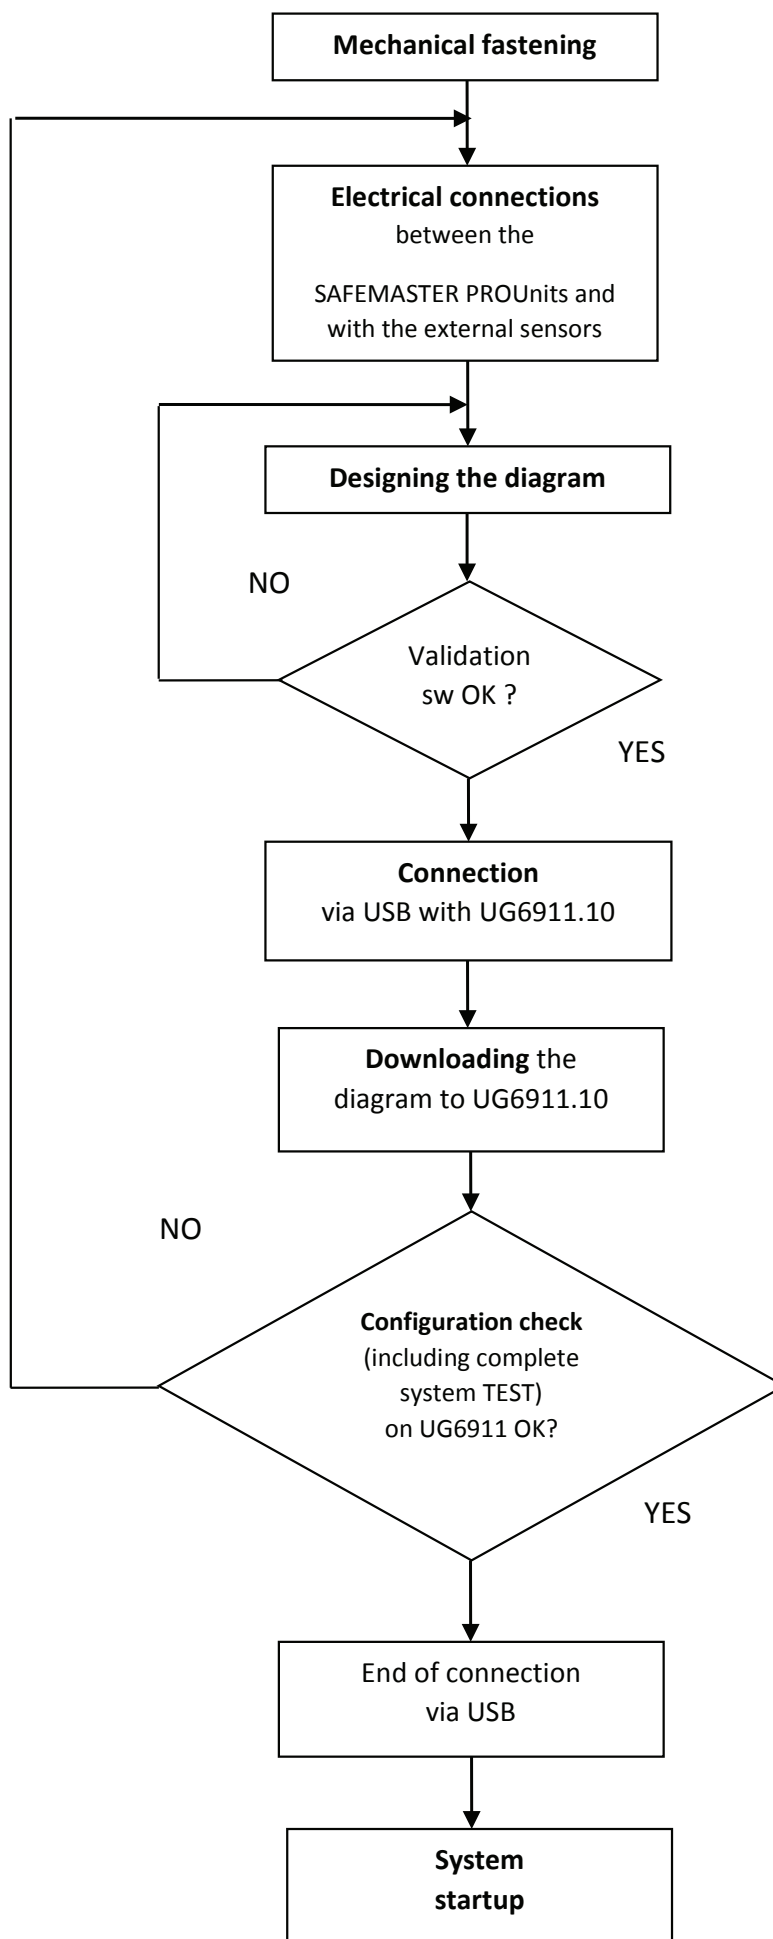 Mechanical fastening
Electrical connections
between the
SAFEMASTER PROUnits and
with the external sensors
Designing the diagram
NO
Validation
sw OK ?
YES
Connection
via USB with UG6911.10
Downloading the
diagram to UG6911.10
NO
Configuration check
(including complete
system TEST)
on UG6911 OK?
YES
End of connection
via USB
System
startup